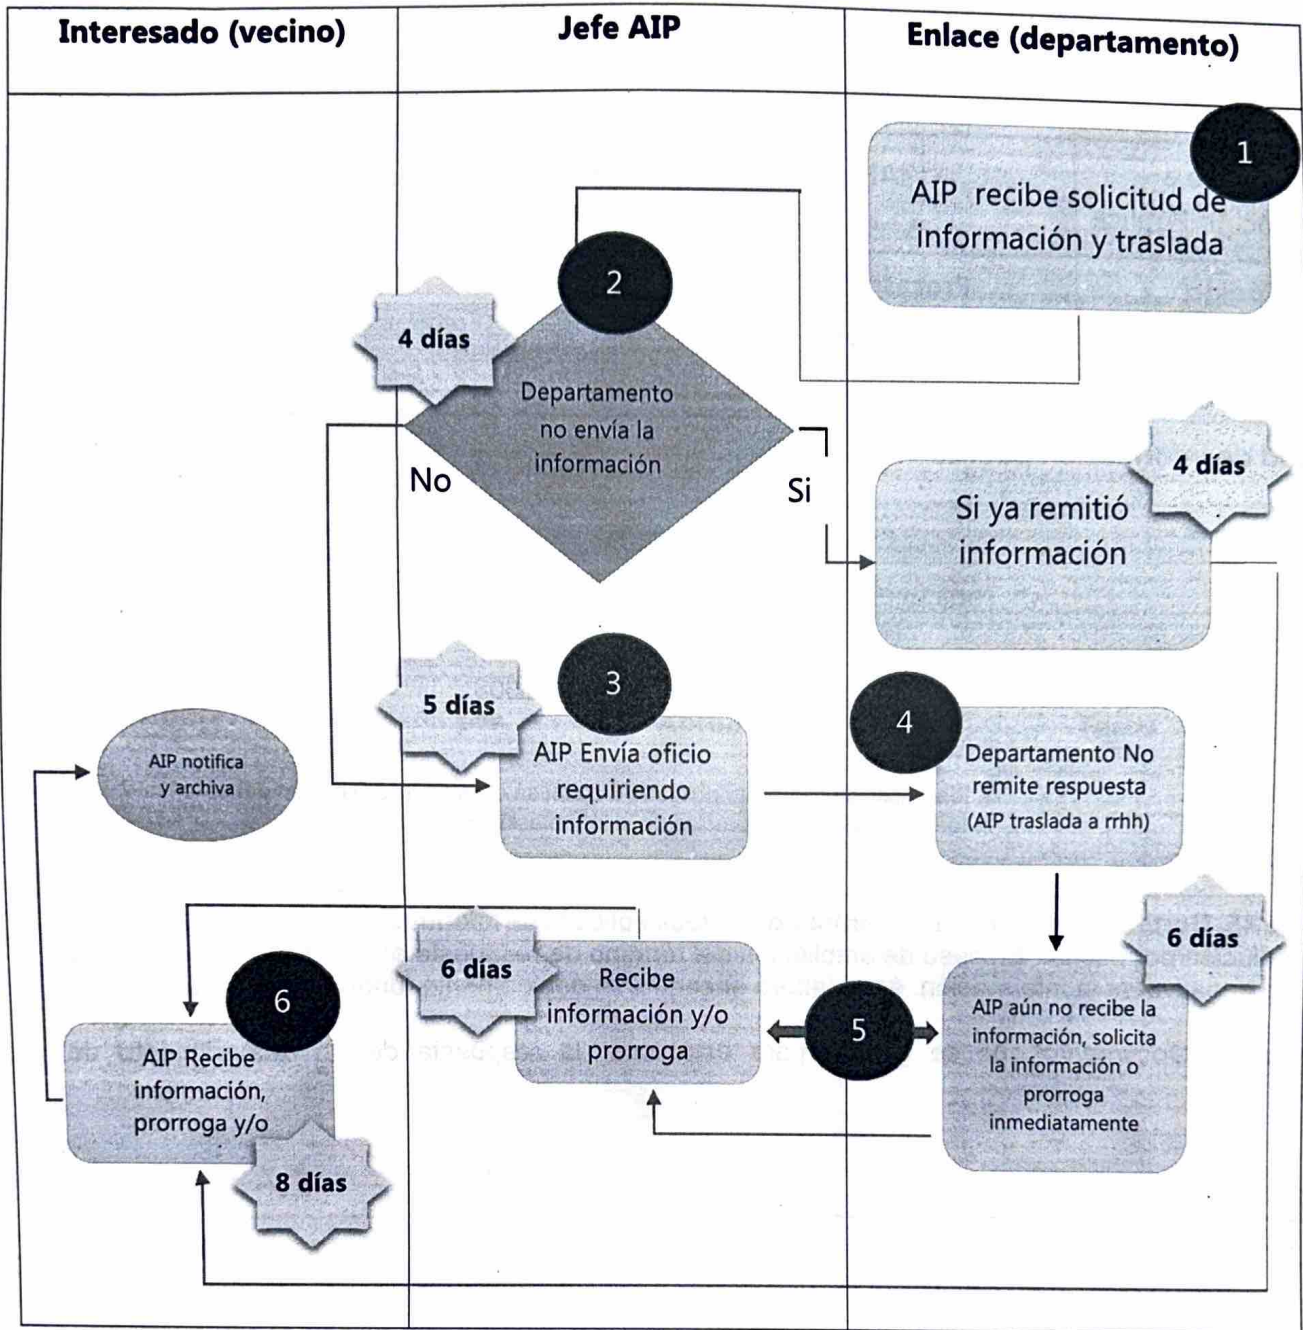 Interesado (vecino)
Jefe AIP
Enlace (departamento)
1
AIP recibe solicitud de
información y traslada
2
4 días
Departamento
no envía la
información
No
Si
4 días
Si ya remitió
información
3
5 días
AIP Envía oficio
requiriendo
información
4
Departamento No
remite respuesta
(AIP traslada a rrhh)
AIP notifica
y archiva
6 días
Recibe
información y/o
prorroga
5
6 días
AIP aún no recibe la
información, solicita
la información o
prorroga
inmediatamente
6
AIP Recibe
información,
prorroga y/o
8 días